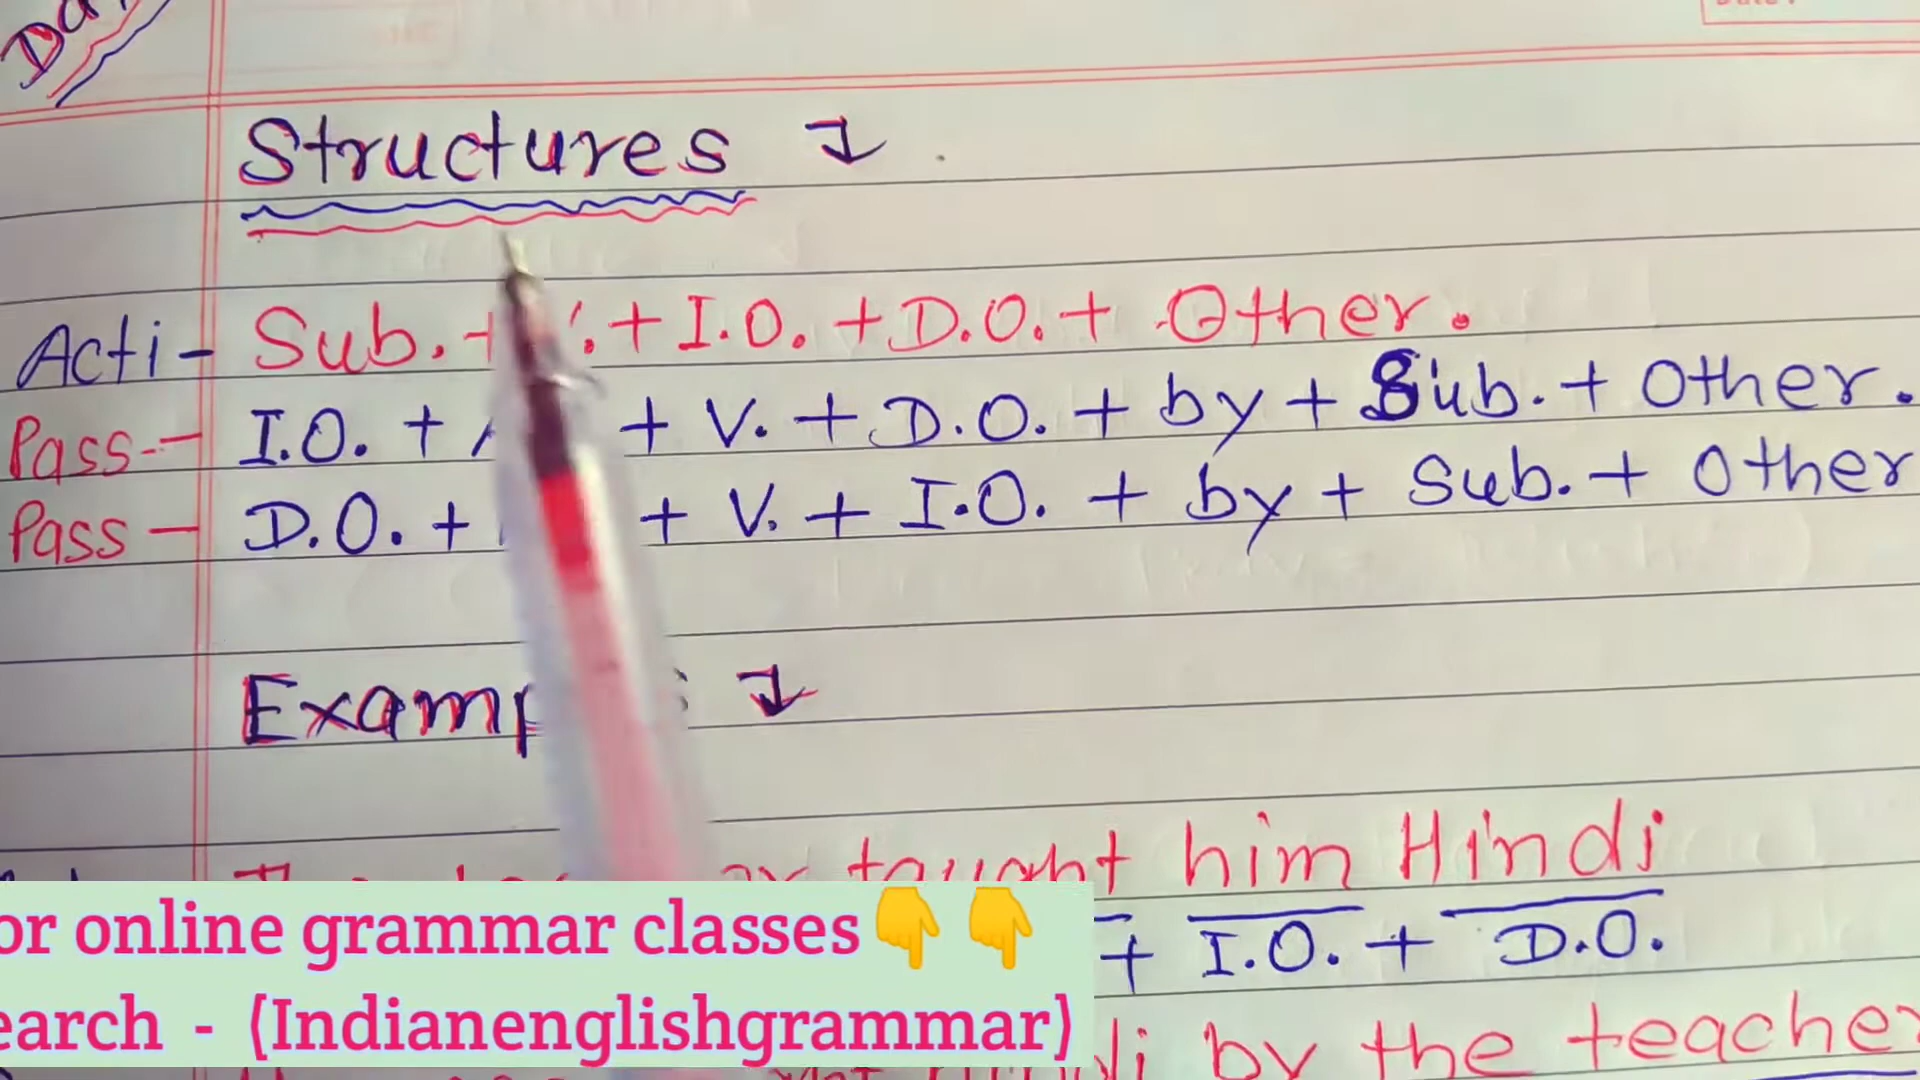 Structures
Acti - Sub. + V. + I.O. + D.O. + Other.
Pass - I.O. + + V. + D.O. + by + Sub. + Other.
Pass - D.O. + + V. + I.O. + by + Sub. + Other
taught him Hindi
+ I.O. + D.O.
by the teacher
or online grammar classes👇👇
earch - (Indianenglishgrammar)